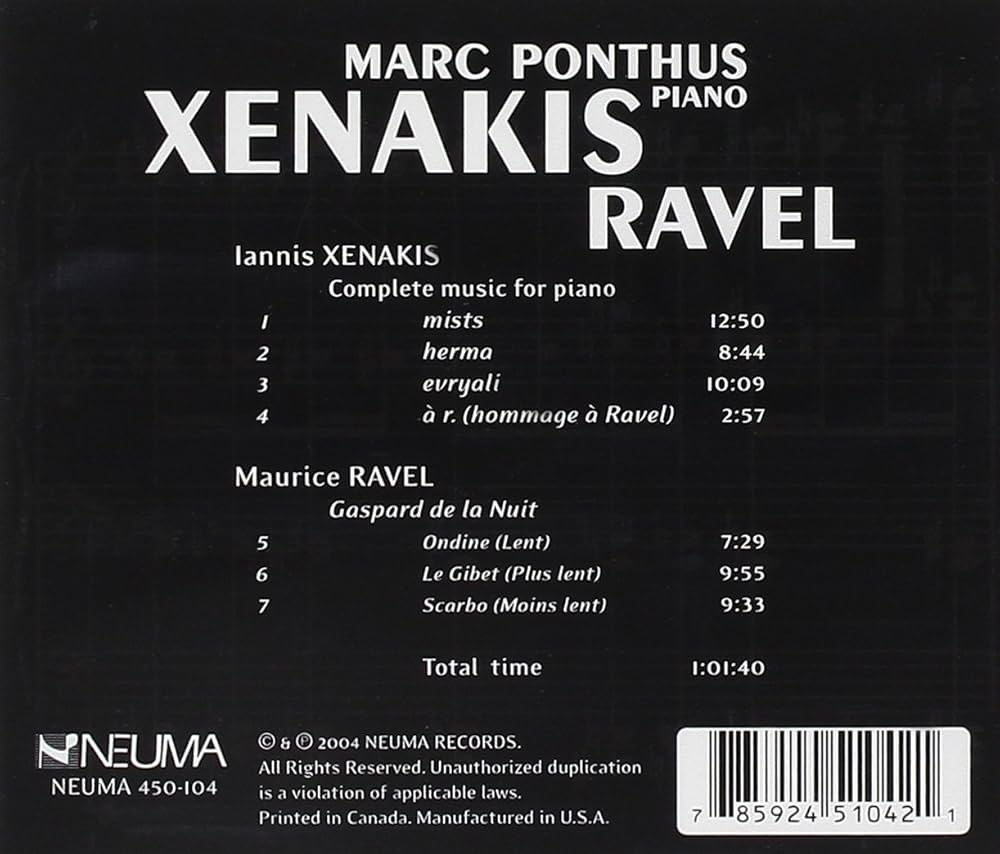 MARC PONTHUS
PIANO
XENAKIS
RAVEL
Iannis XENAKIS
Complete music for piano
1 mists 12:50
2 herma 8:44
3 evryali 10:09
4 à r. (hommage à Ravel) 2:57
Maurice RAVEL
Gaspard de la Nuit
5 Ondine (Lent) 7:29
6 Le Gibet (Plus lent) 9:55
7 Scarbo (Moins lent) 9:33
Total time 1:01:40
NEUMA
NEUMA 450-104
© & ℗ 2004 NEUMA RECORDS.
All Rights Reserved. Unauthorized duplication
is a violation of applicable laws.
Printed in Canada. Manufactured in U.S.A.
7 85924 51042 1